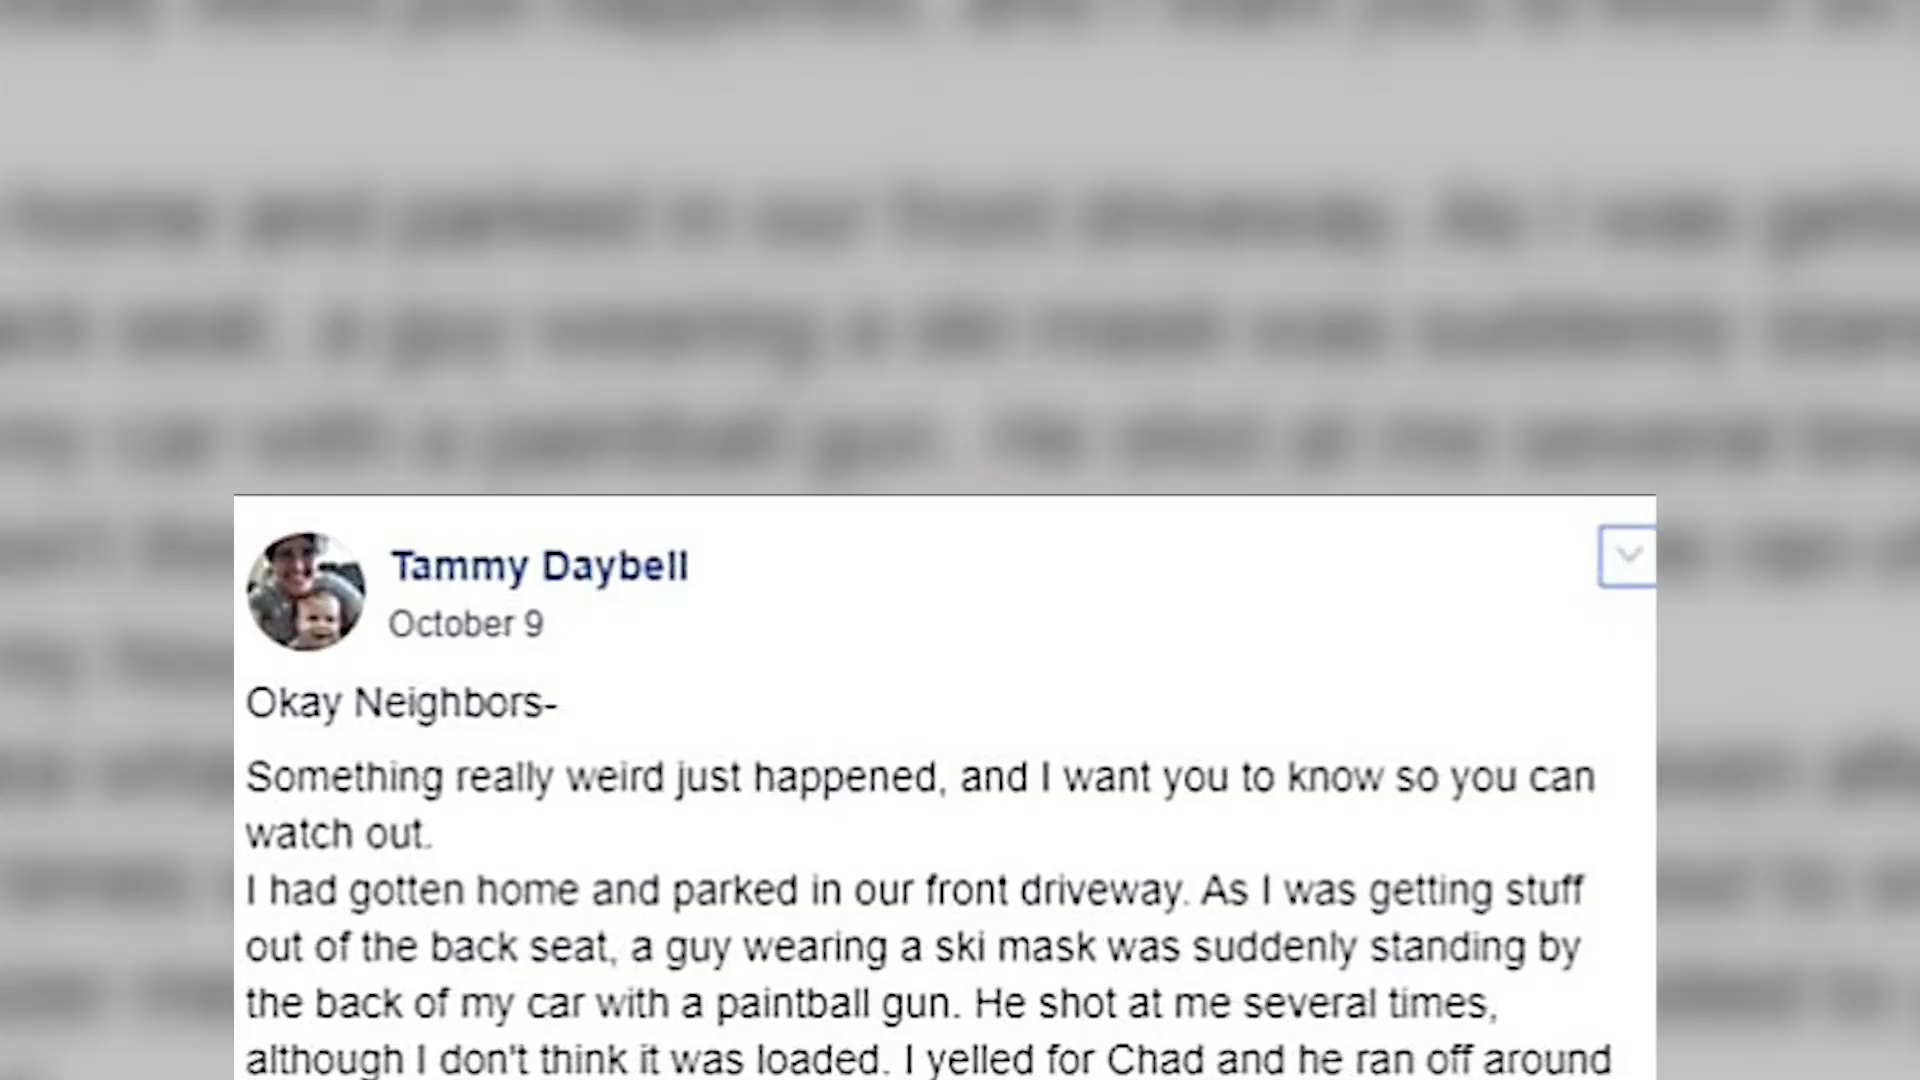 Tammy Daybell
October 9
Okay Neighbors-
Something really weird just happened, and I want you to know so you can
watch out.
I had gotten home and parked in our front driveway. As I was getting stuff
out of the back seat, a guy wearing a ski mask was suddenly standing by
the back of my car with a paintball gun. He shot at me several times,
although I don't think it was loaded. I yelled for Chad and he ran off around